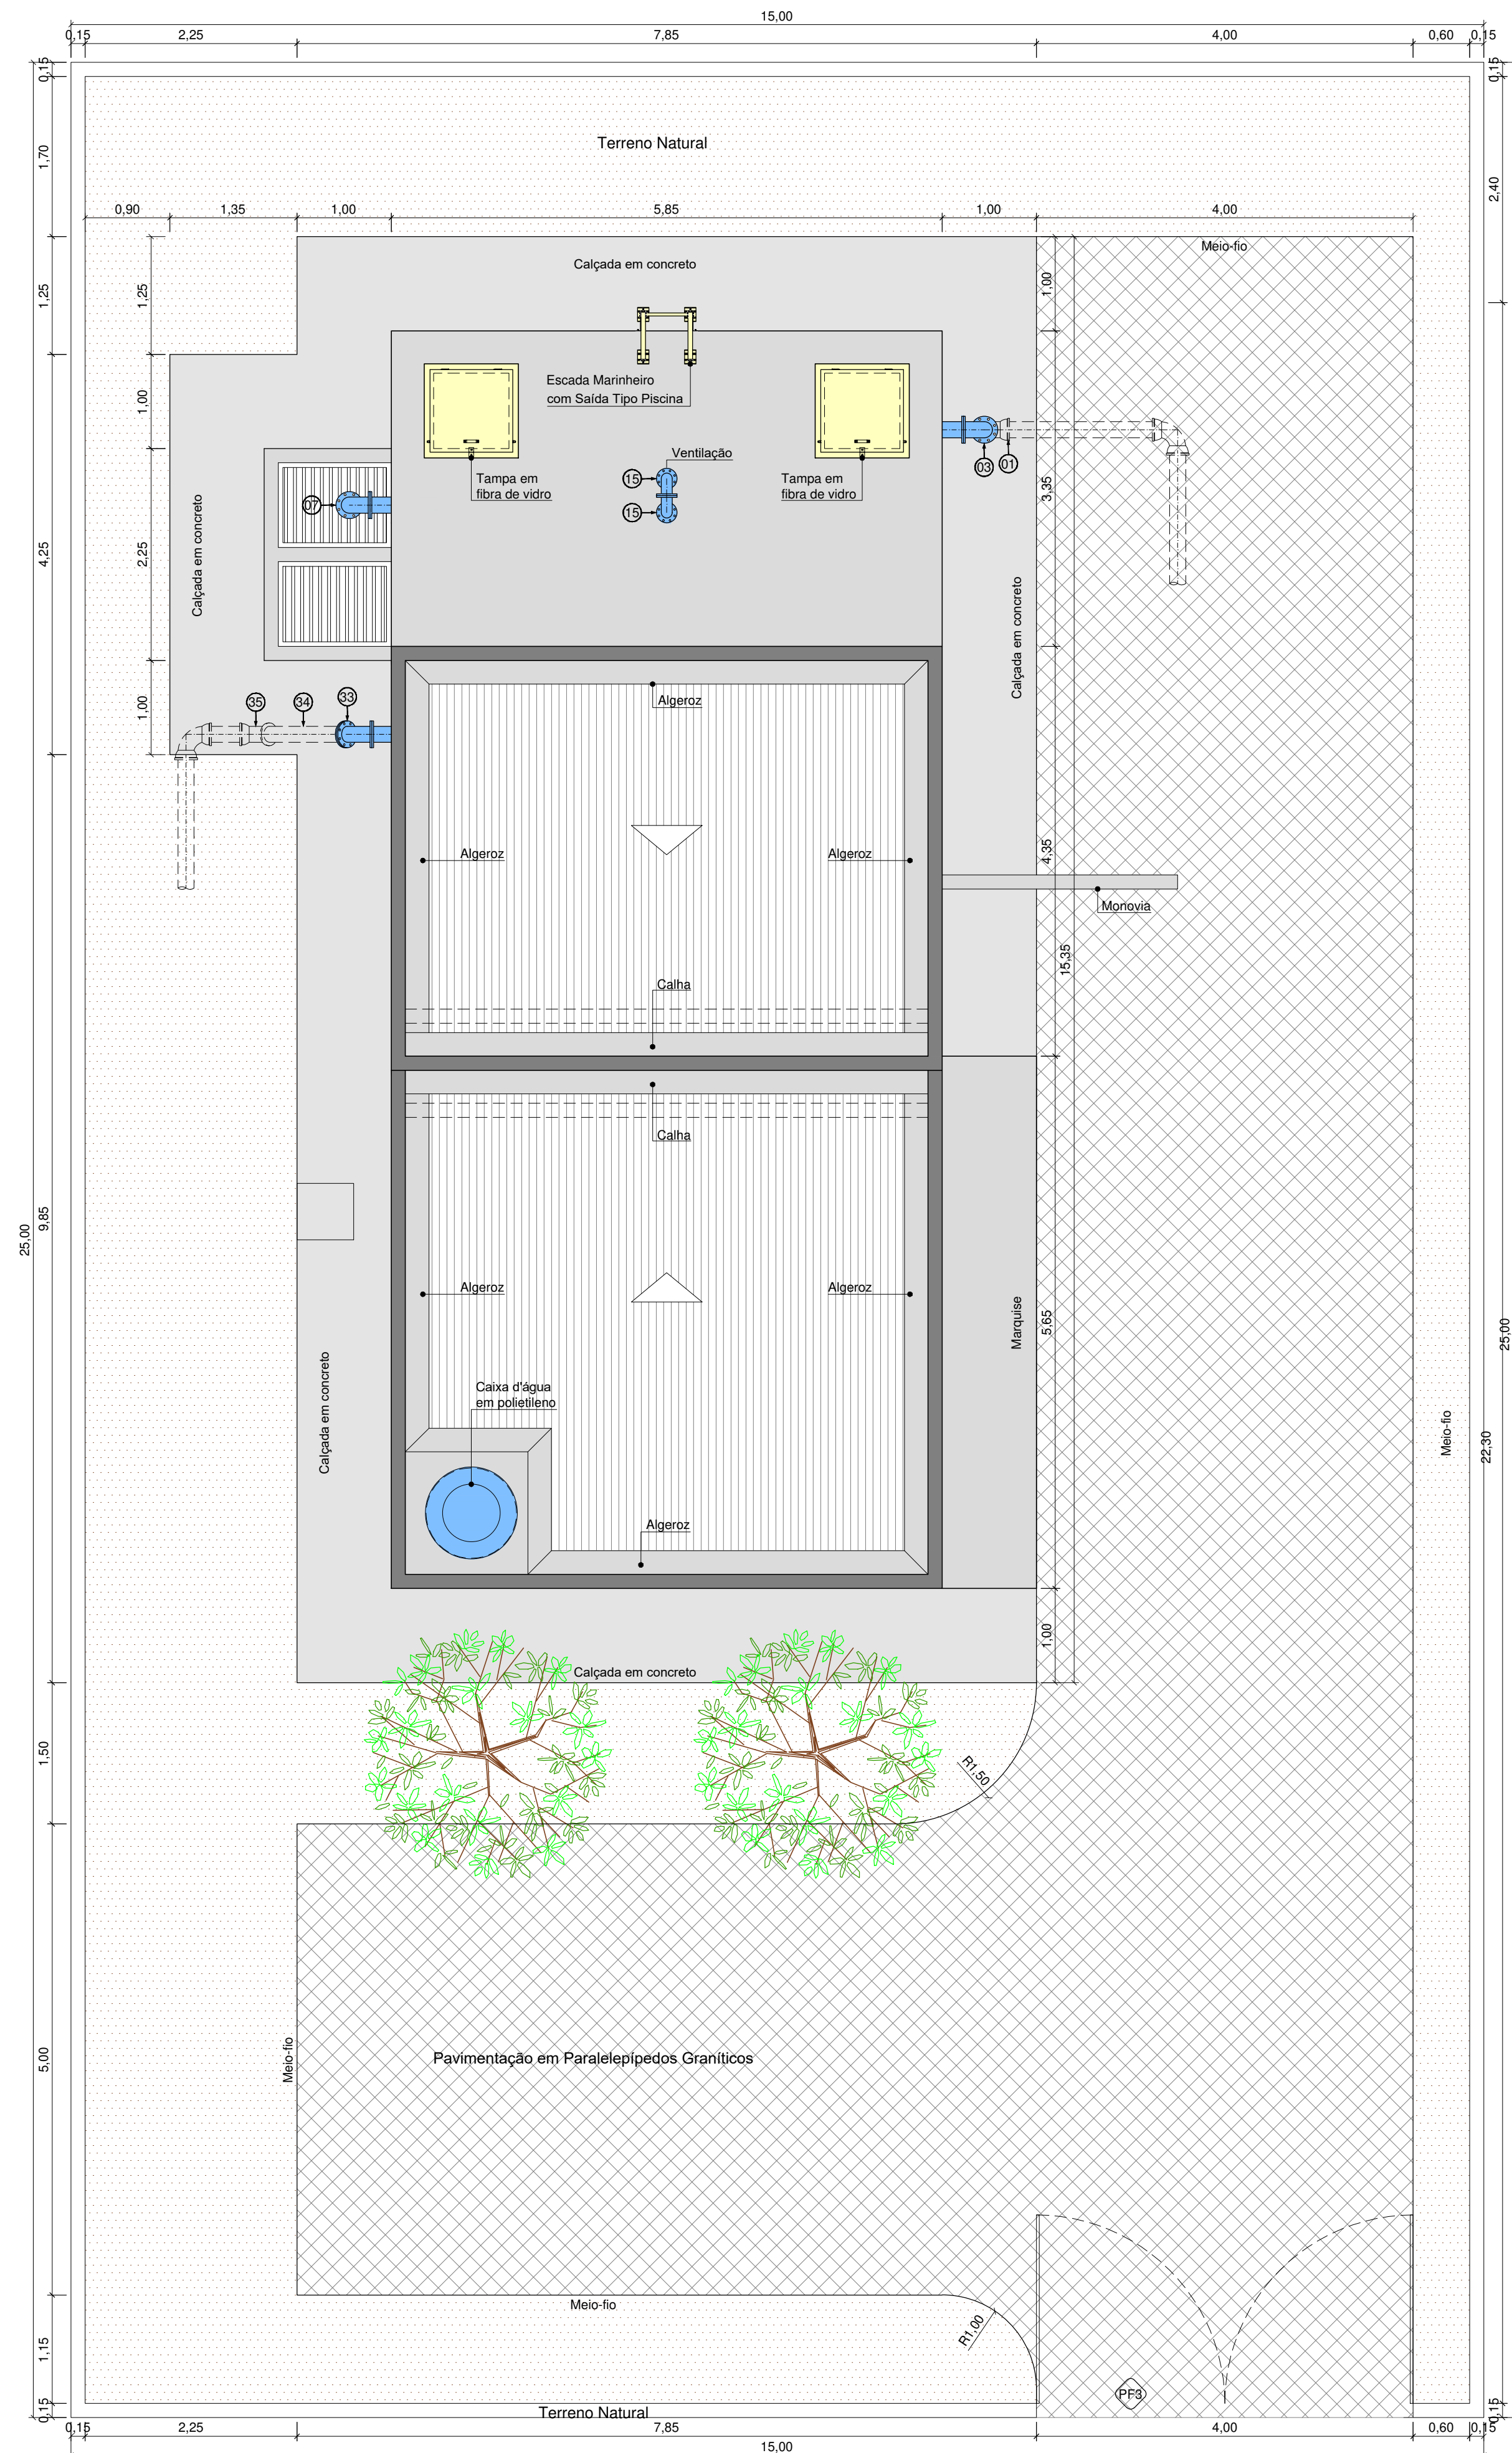 15,00
0,15
2,25
7,85
4,00
0,60
0,15
0,15
0,15
Terreno Natural
1,70
2,40
0,90
1,35
1,00
5,85
1,00
4,00
Meio-fio
Calçada em concreto
1,25
1,25
1,00
Escada Marinheiro
com Saída Tipo Piscina
1,00
Ventilação
03
01
Tampa em
fibra de vidro
15
Tampa em
fibra de vidro
3,35
07
15
4,25
2,25
Calçada em concreto
Calçada em concreto
35
34
33
1,00
Algeroz
Algeroz
Algeroz
4,35
Monovia
15,35
Calha
Calha
25,00
9,85
Algeroz
Algeroz
Marquise
5,65
25,00
Caixa d'água
em polietileno
Calçada em concreto
Meio-fio
22,30
Algeroz
1,00
Calçada em concreto
1,50
R1,50
5,00
Meio-fio
Pavimentação em Paralelepípedos Graníticos
Meio-fio
R1,00
1,15
PF3
0,15
Terreno Natural
0,15
0,15
2,25
7,85
4,00
0,60
0,15
15,00